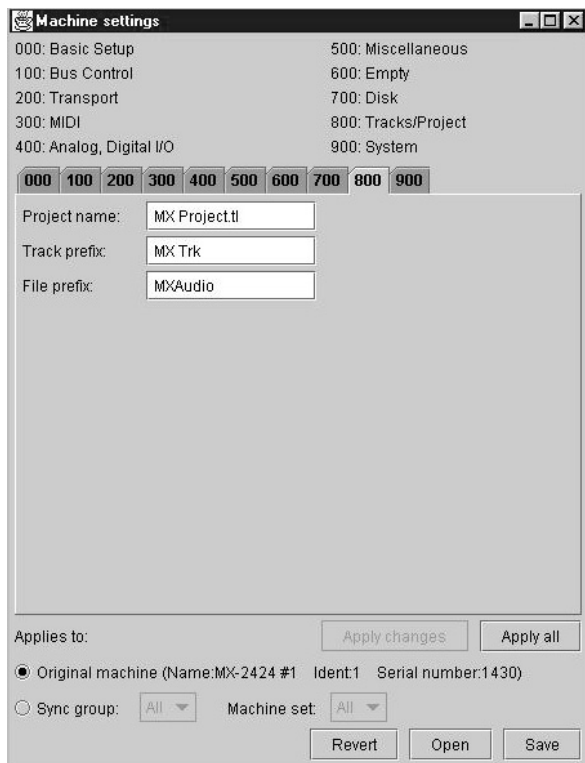 Machine settings
000: Basic Setup
100: Bus Control
200: Transport
300: MIDI
400: Analog, Digital I/O
500: Miscellaneous
600: Empty
700: Disk
800: Tracks/Project
900: System
000 100 200 300 400 500 600 700 800 900
Project name: MX Project.tl
Track prefix: MX Trk
File prefix: MXAudio
Applies to: Apply changes Apply all
Original machine (Name:MX-2424 #1 Ident:1 Serial number:1430)
Sync group: All Machine set: All
Revert Open Save